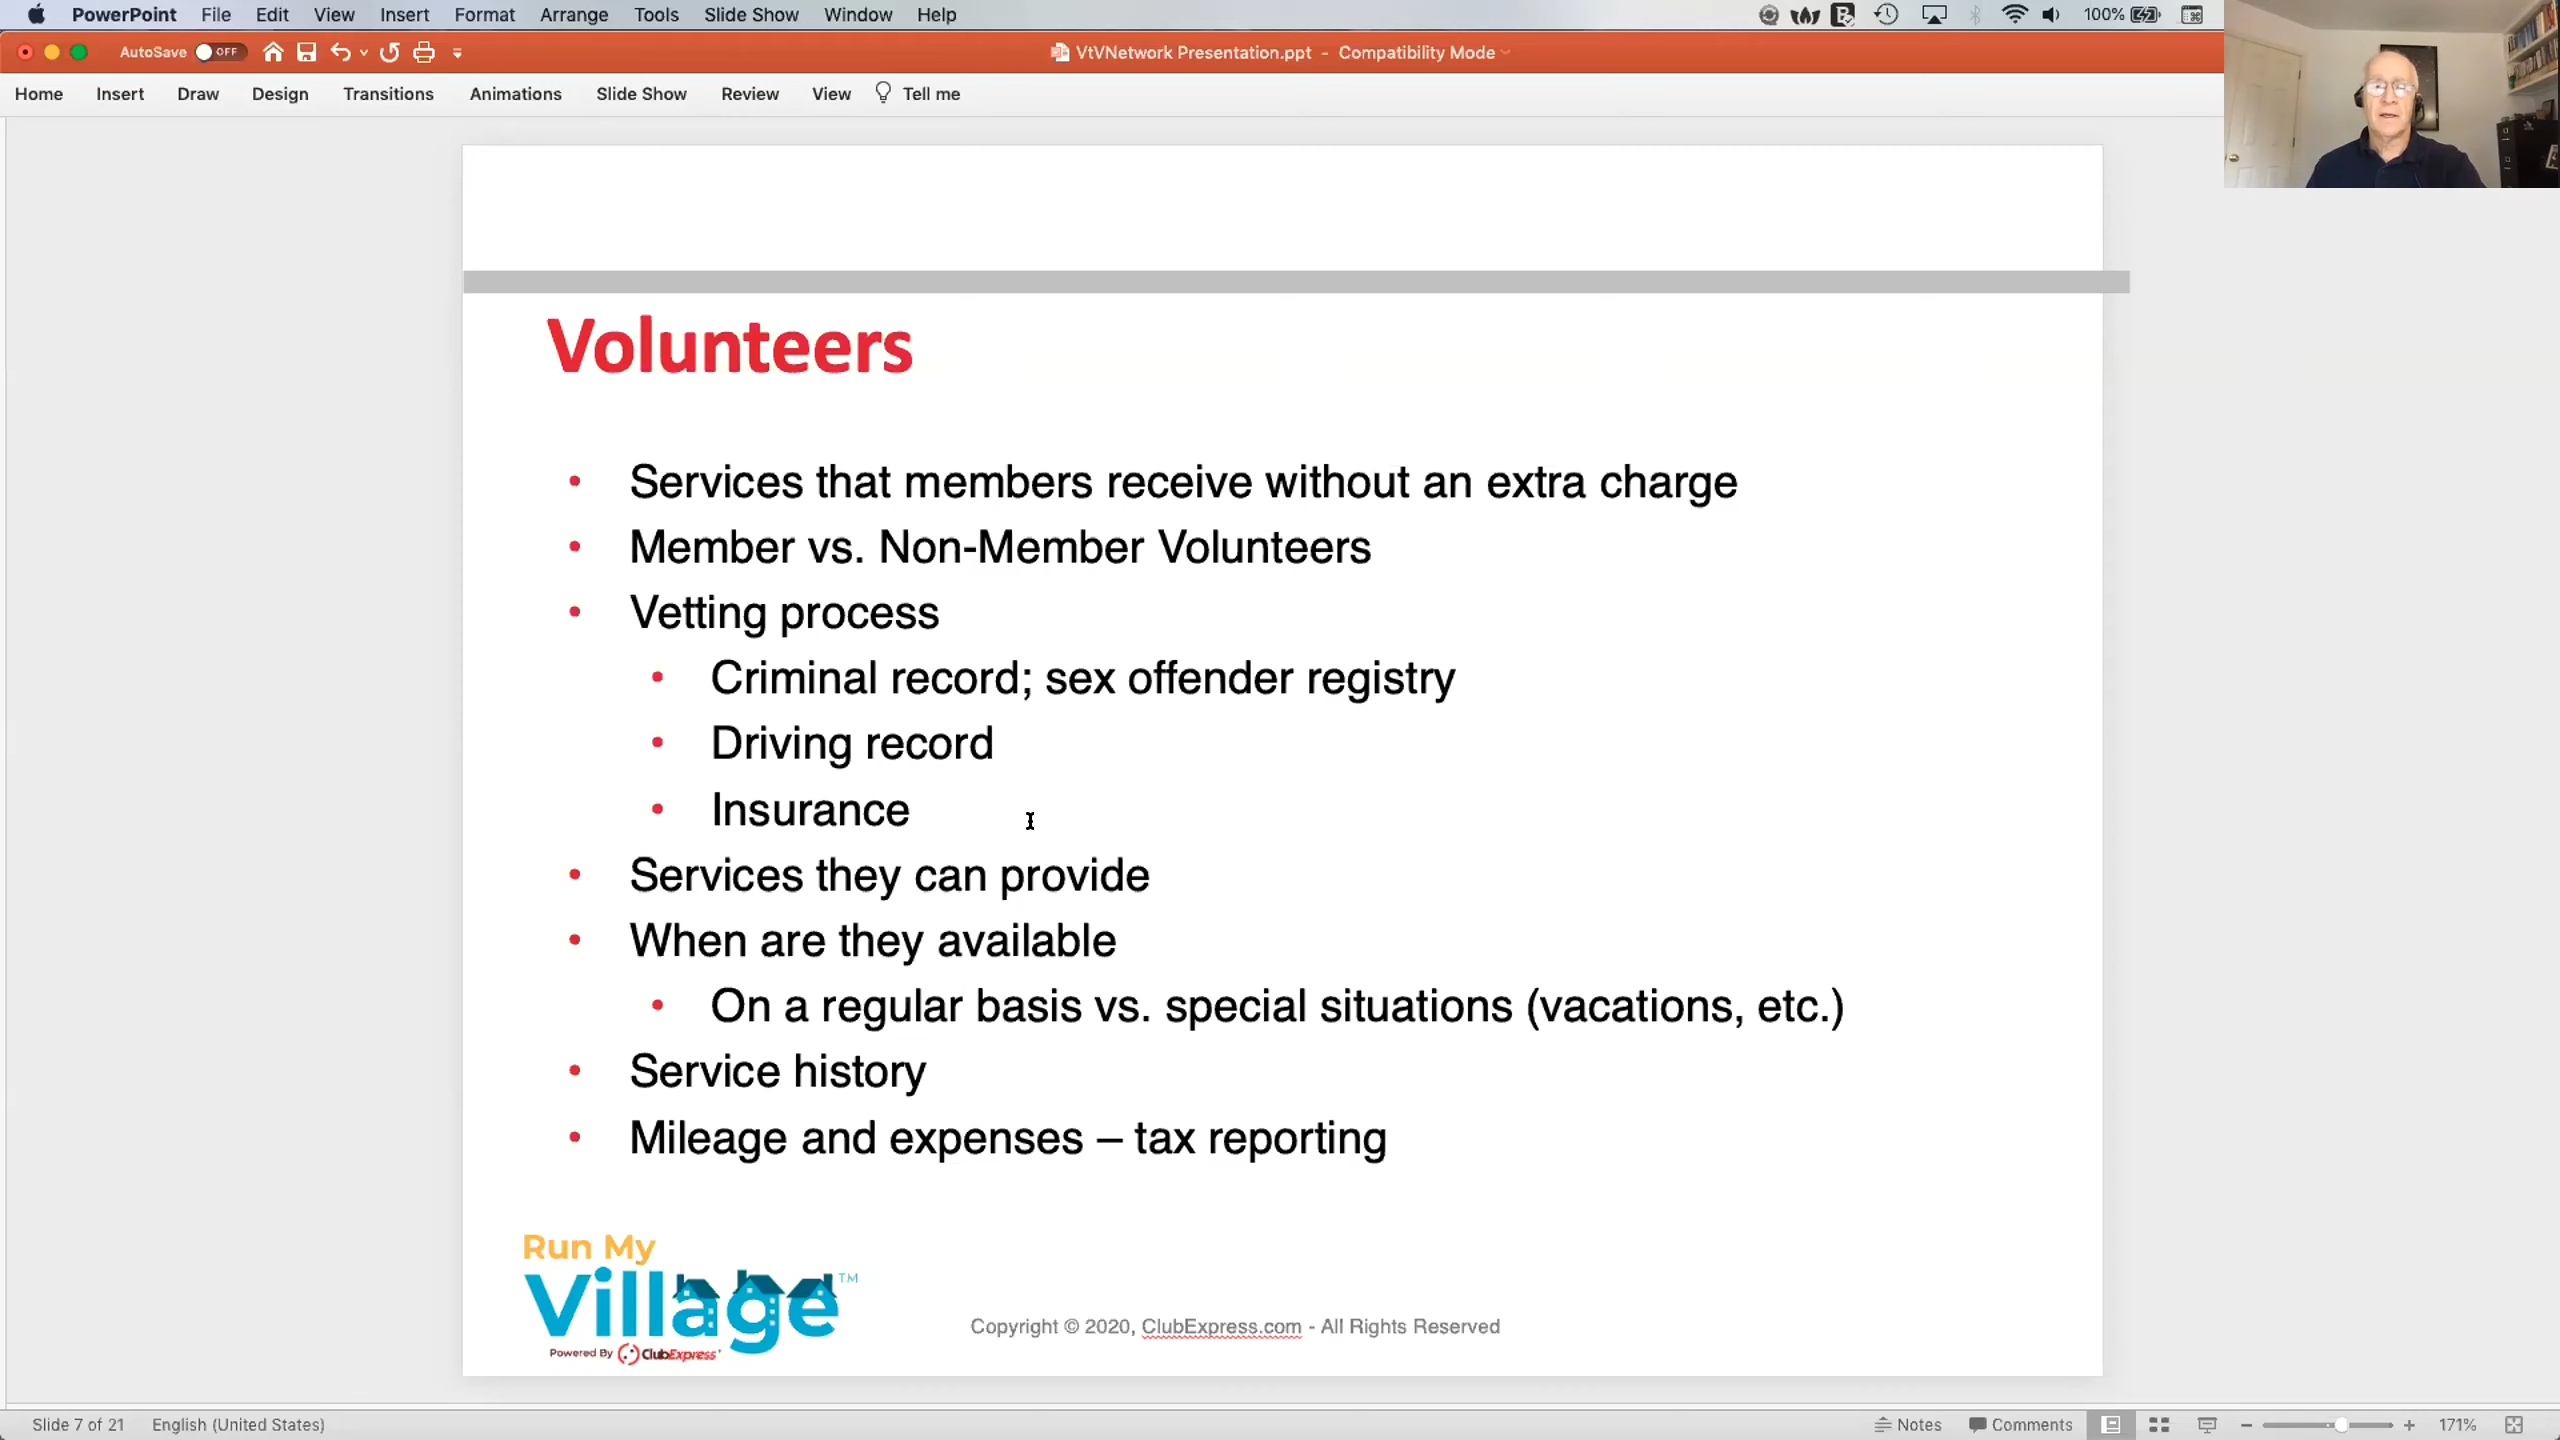 PowerPoint File Edit View Insert Format Arrange Tools Slide Show Window Help 100%
AutoSave OFF VtVNetwork Presentation.ppt - Compatibility Mode
Home Insert Draw Design Transitions Animations Slide Show Review View Tell me
Volunteers
• Services that members receive without an extra charge
• Member vs. Non-Member Volunteers
• Vetting process
• Criminal record; sex offender registry
• Driving record
• Insurance
• Services they can provide
• When are they available
• On a regular basis vs. special situations (vacations, etc.)
• Service history
• Mileage and expenses – tax reporting
Run My
Village™
Powered By ClubExpress
Copyright © 2020, ClubExpress.com - All Rights Reserved
Slide 7 of 21 English (United States) Notes Comments 171%